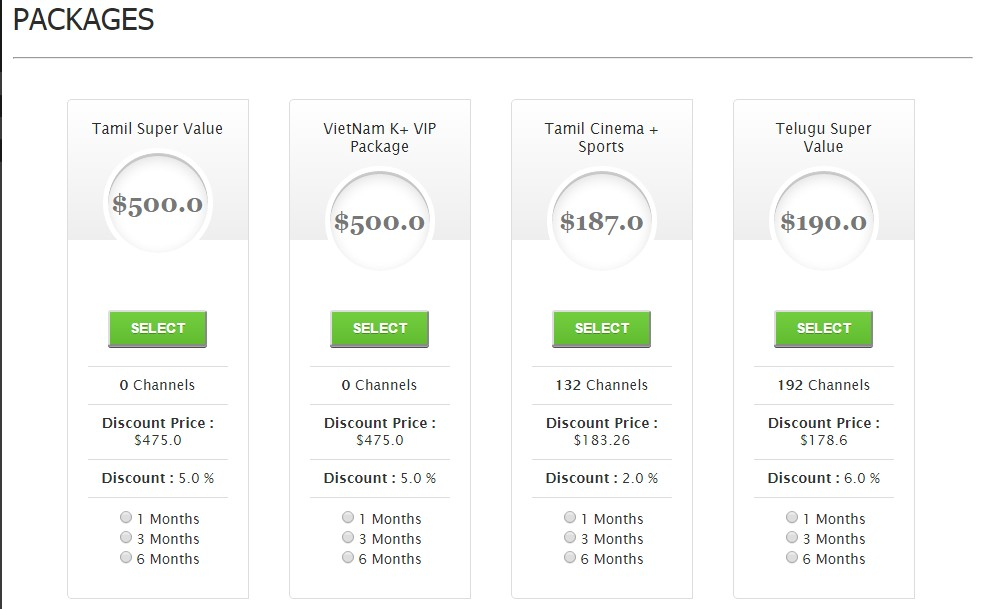 PACKAGES
Tamil Super Value
$500.0
SELECT
0 Channels
Discount Price :
$475.0
Discount : 5.0 %
1 Months
3 Months
6 Months
VietNam K+ VIP
Package
$500.0
SELECT
0 Channels
Discount Price :
$475.0
Discount : 5.0 %
1 Months
3 Months
6 Months
Tamil Cinema +
Sports
$187.0
SELECT
132 Channels
Discount Price :
$183.26
Discount : 2.0 %
1 Months
3 Months
6 Months
Telugu Super
Value
$190.0
SELECT
192 Channels
Discount Price :
$178.6
Discount : 6.0 %
1 Months
3 Months
6 Months